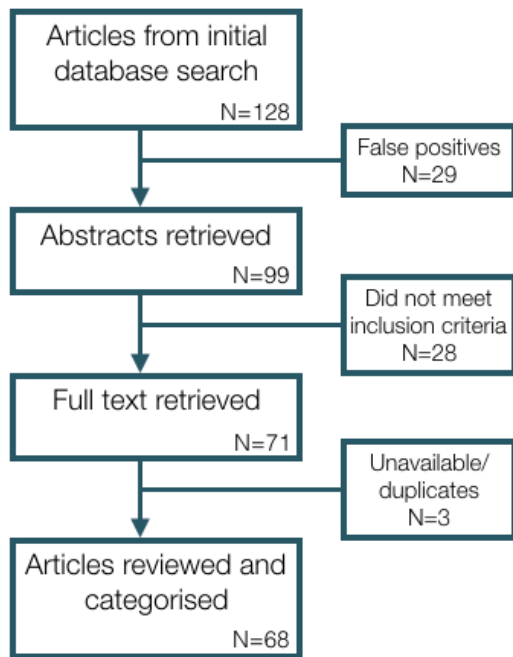 Articles from initial
database search
N=128
False positives
N=29
Abstracts retrieved
N=99
Did not meet
inclusion criteria
N=28
Full text retrieved
N=71
Unavailable/
duplicates
N=3
Articles reviewed and
categorised
N=68